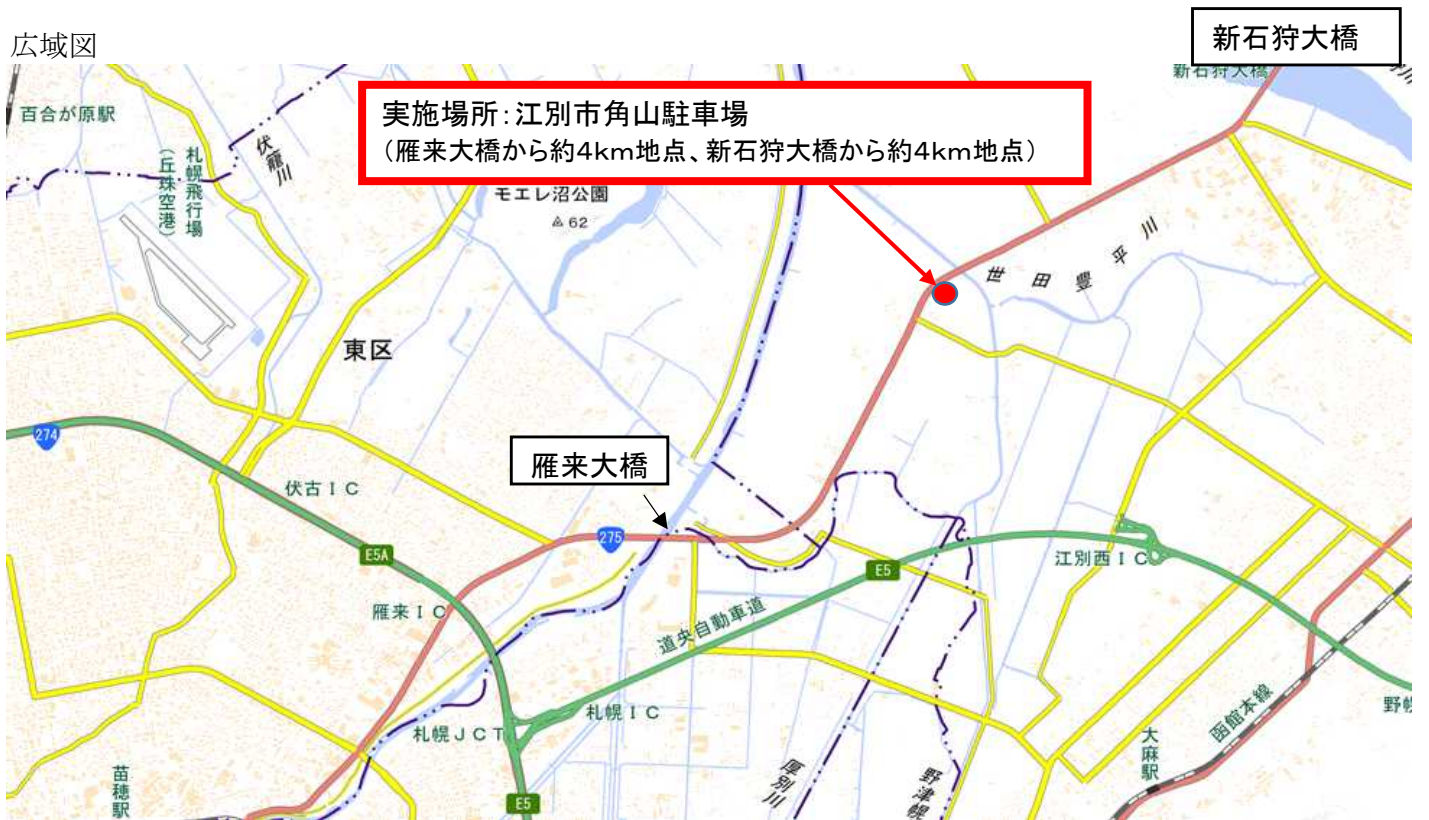 広域図
新石狩大橋
新石狩大橋
実施場所:江別市角山駐車場
(雁来大橋から約4km地点、新石狩大橋から約4km地点)
百合が原駅
伏籠川
札幌飛行場
(丘珠空港)
モエレ沼公園
62
世田豊平川
東区
274
雁来大橋
伏古IC
275
E5A
E5
江別西IC
雁来IC
道央自動車道
札幌IC
札幌JCT
函館本線
野幌
大麻駅
苗穂駅
厚別川
野津幌
E5